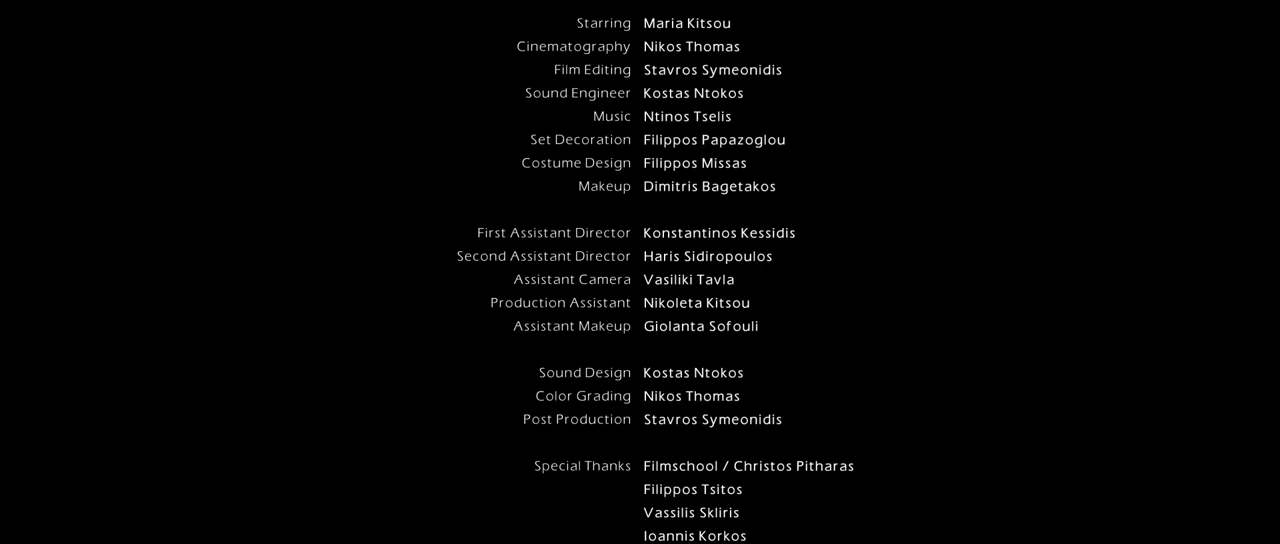 Starring Maria Kitsou
Cinematography Nikos Thomas
Film Editing Stavros Symeonidis
Sound Engineer Kostas Ntokos
Music Ntinos Tselis
Set Decoration Filippos Papazoglou
Costume Design Filippos Missas
Makeup Dimitris Bagetakos
First Assistant Director Konstantinos Kessidis
Second Assistant Director Haris Sidiropoulos
Assistant Camera Vasiliki Tavla
Production Assistant Nikoleta Kitsou
Assistant Makeup Giolanta Sofouli
Sound Design Kostas Ntokos
Color Grading Nikos Thomas
Post Production Stavros Symeonidis
Special Thanks Filmschool / Christos Pitharas
Filippos Tsitos
Vassilis Skliris
Ioannis Korkos